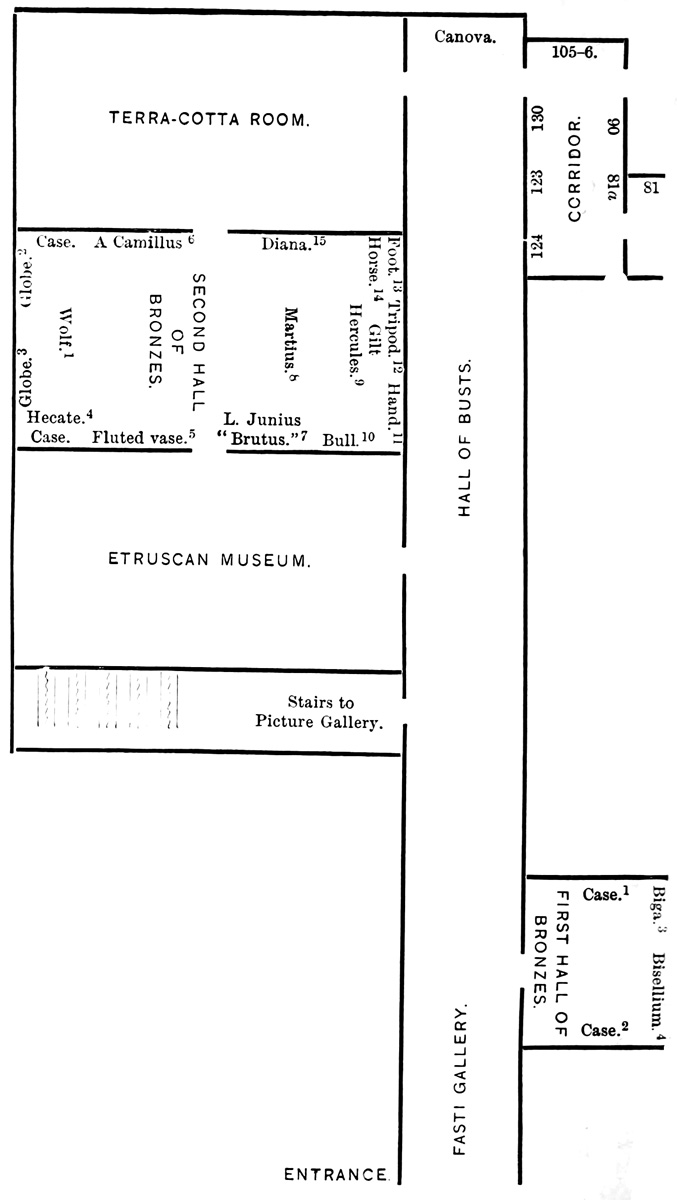 Canova.
105–6.
TERRA-COTTA ROOM.
130
123
124
CORRIDOR.
90
81a
81
Case.
A Camillus 6
Diana.15
Globe.2
Globe.3
Wolf.1
SECOND HALL
OF
BRONZES.
Martius.8
Gilt
Hercules.9
Horse.14
Foot.13 Tripod.12 Hand.11
Hecate.4
Case.
Fluted vase.5
L. Junius
“Brutus.”7
Bull.10
HALL OF BUSTS.
ETRUSCAN MUSEUM.
Stairs to
Picture Gallery.
Case.1
FIRST HALL OF
BRONZES.
Biga.3 Bisellium.4
Case.2
FASTI GALLERY.
ENTRANCE.